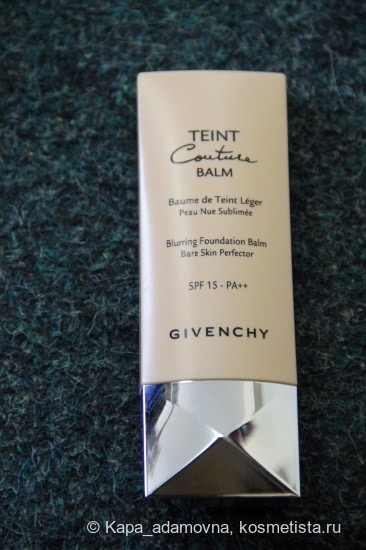 TEINT
Couture
BALM
Baume de Teint Léger
Peau Nue Sublimée
Blurring Foundation Balm
Bare Skin Perfector
SPF 15 - PA++
GIVENCHY
© Kapa_adamovna, kosmetista.ru